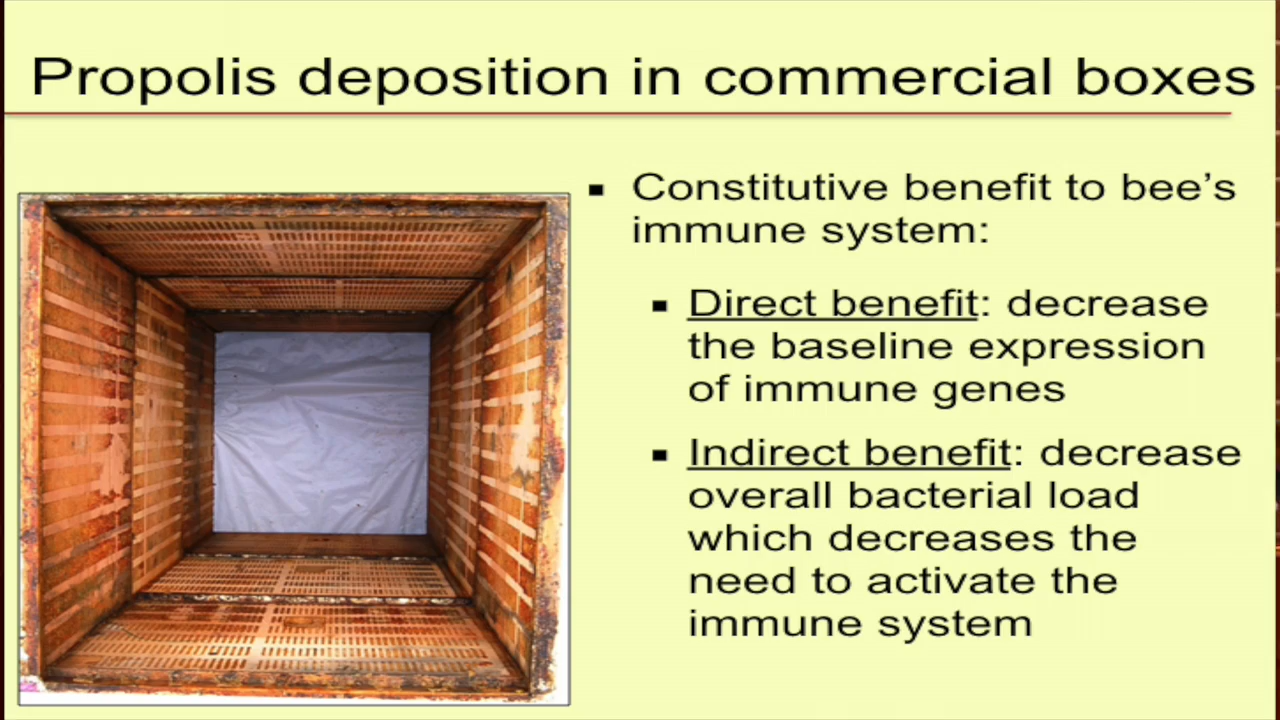 Propolis deposition in commercial boxes
Constitutive benefit to bee’s
immune system:
Direct benefit: decrease
the baseline expression
of immune genes
Indirect benefit: decrease
overall bacterial load
which decreases the
need to activate the
immune system